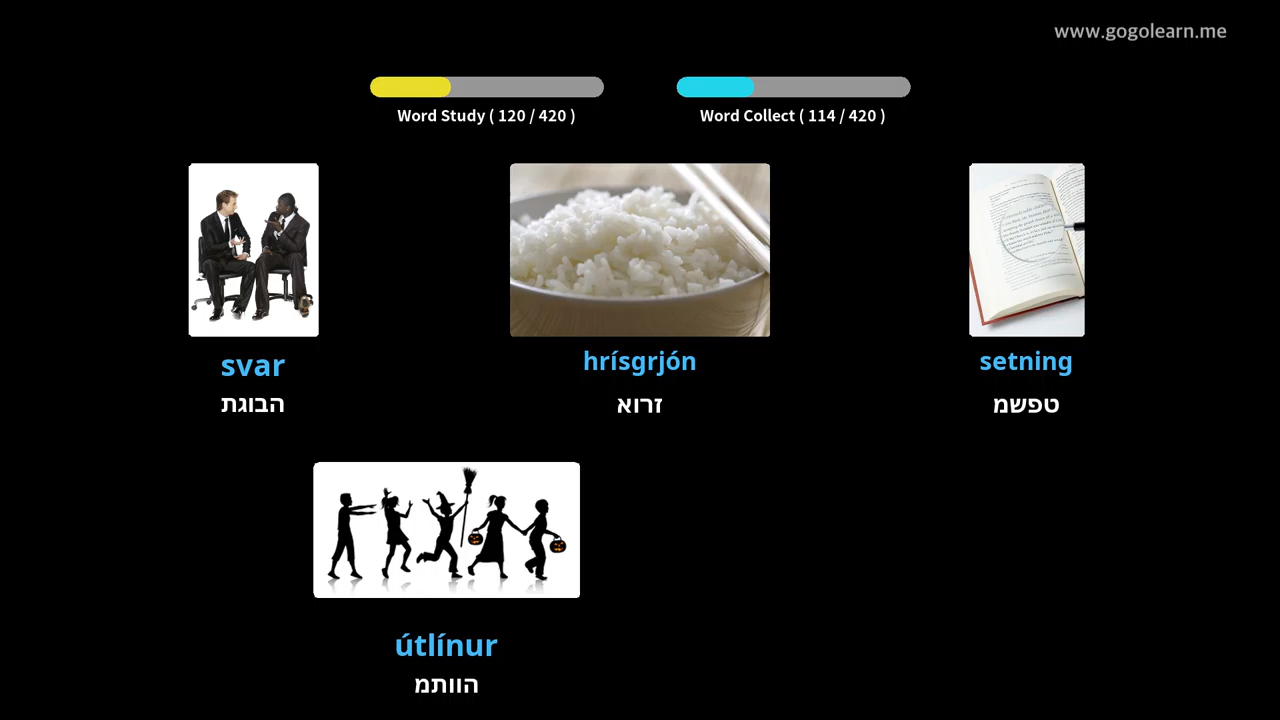 www.gogolearn.me
Word Study ( 120 / 420 )
Word Collect ( 114 / 420 )
svar
הבוגת
hrísgrjón
זרוא
setning
טפשמ
útlínur
הוותמ